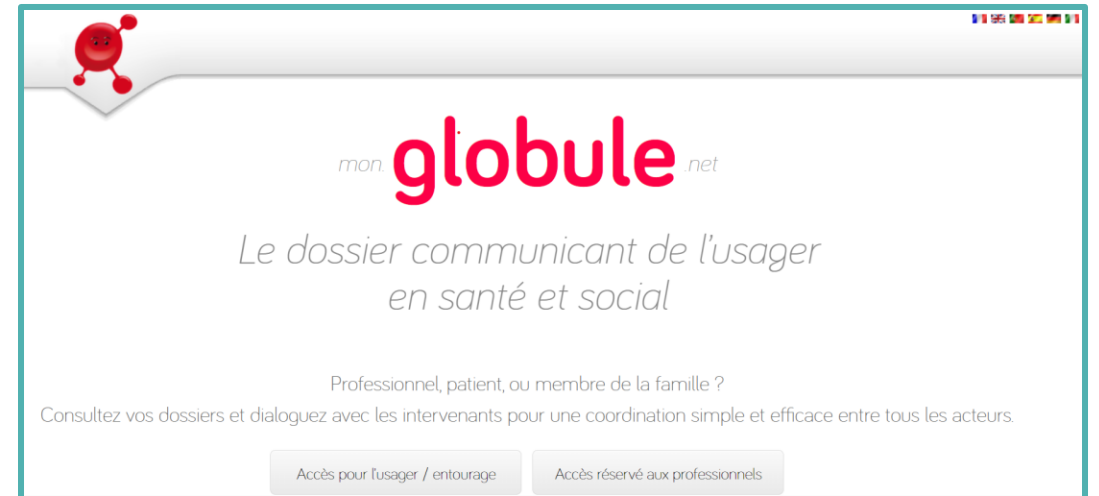 mon. globule .net
Le dossier communicant de l'usager
en santé et social
Professionnel, patient, ou membre de la famille ?
Consultez vos dossiers et dialoguez avec les intervenants pour une coordination simple et efficace entre tous les acteurs.
Accès pour l'usager / entourage Accès réservé aux professionnels